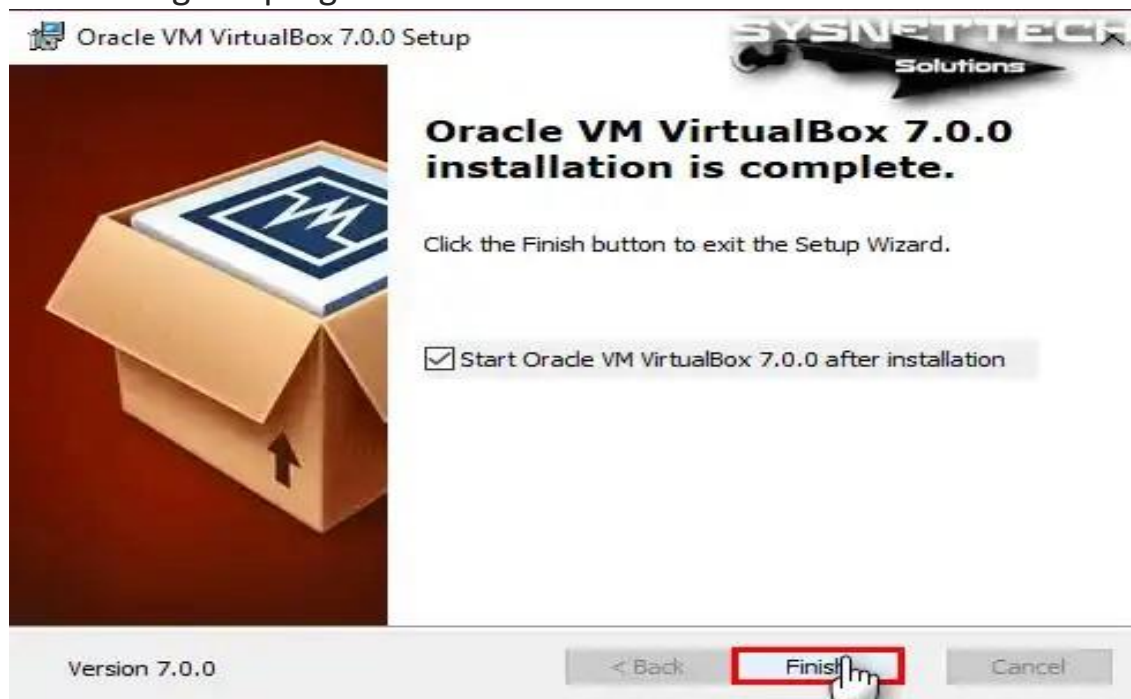 Oracle VM VirtualBox 7.0.0 Setup
SYSNETTECH
Solutions
Oracle VM VirtualBox 7.0.0
installation is complete.
Click the Finish button to exit the Setup Wizard.
Start Oracle VM VirtualBox 7.0.0 after installation
Version 7.0.0
< Back
Finish
Cancel